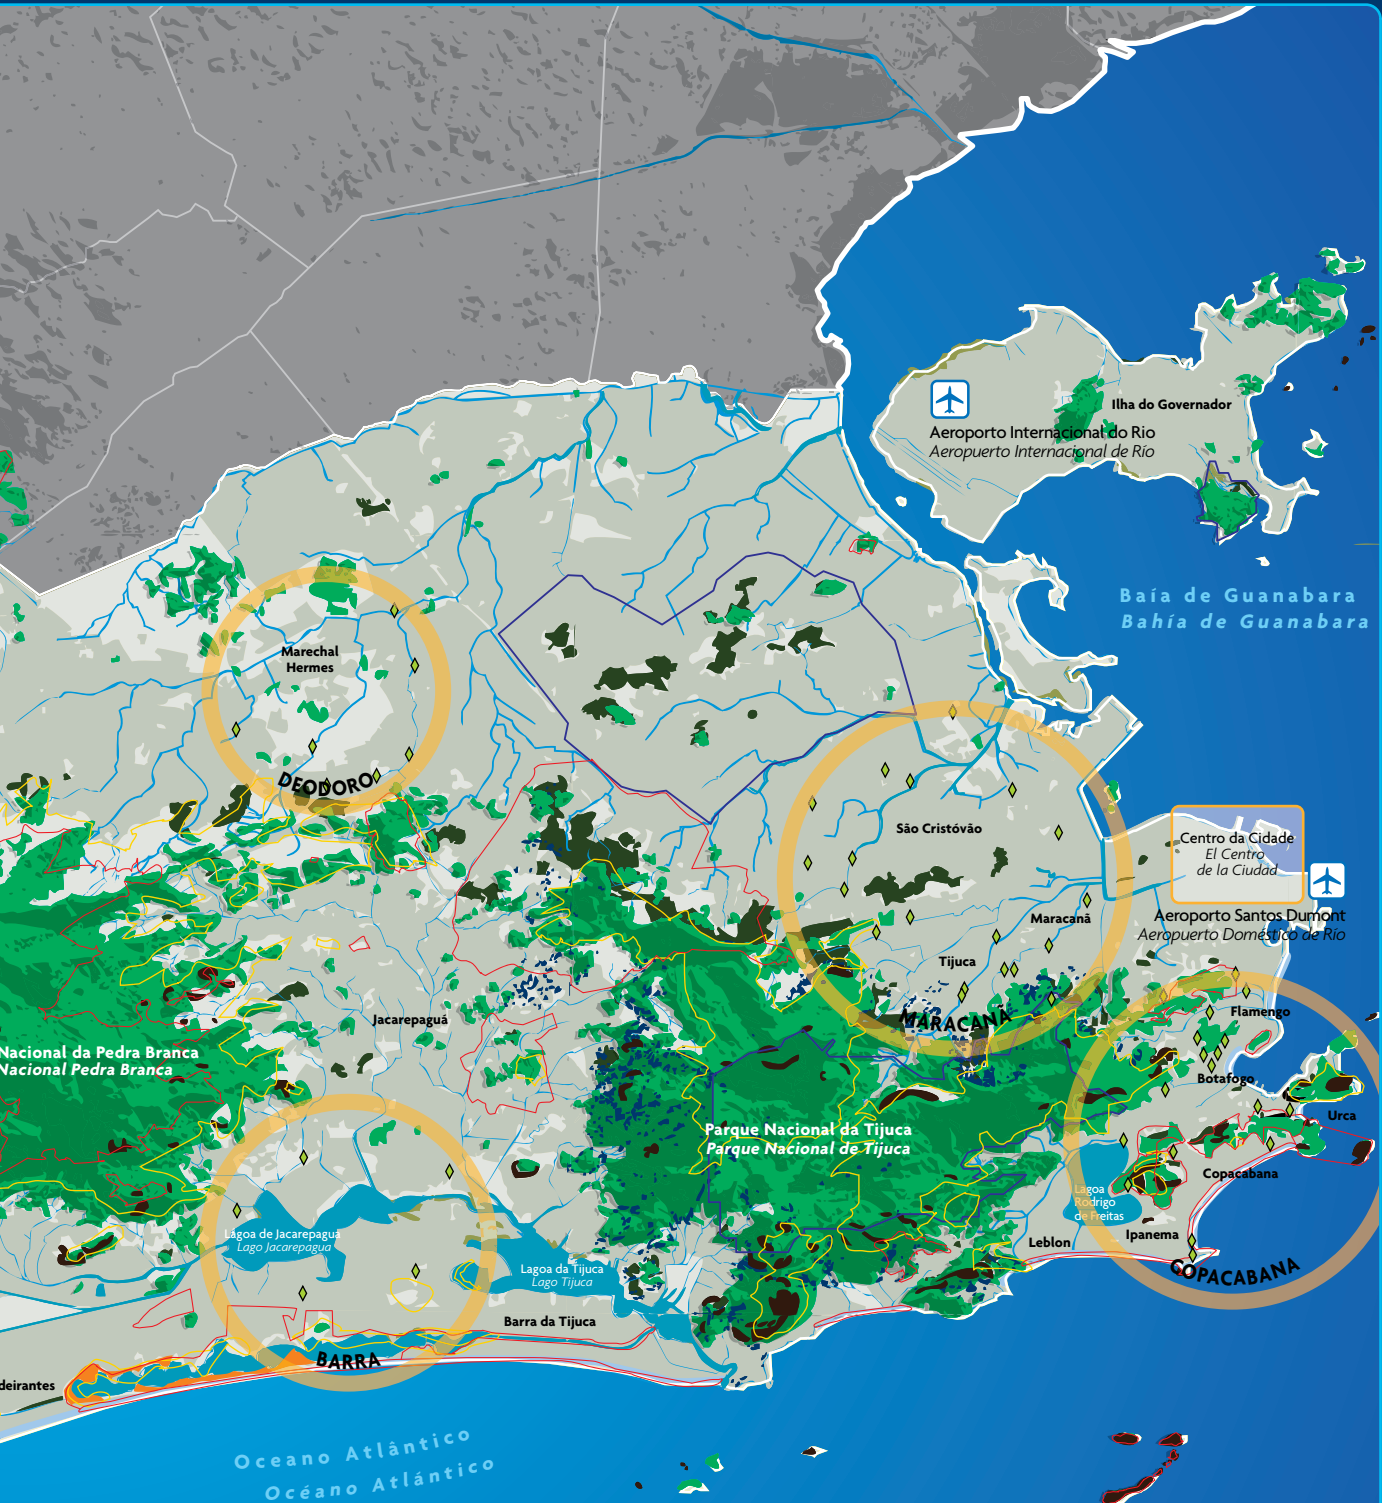 Ilha do Governador
Aeroporto Internacional do Rio
Aeropuerto Internacional de Río
Baía de Guanabara
Bahía de Guanabara
Marechal
Hermes
DEODORO
São Cristóvão
Centro da Cidade
El Centro
de la Ciudad
Aeroporto Santos Dumont
Aeropuerto Doméstico de Río
Maracanã
Tijuca
MARACANÃ
Jacarepaguá
Flamengo
Nacional da Pedra Branca
Nacional Pedra Branca
Botafogo
Urca
Parque Nacional da Tijuca
Parque Nacional de Tijuca
Copacabana
Lagoa
Rodrigo
de Freitas
Lagoa de Jacarepaguá
Lago Jacarepagua
Leblon
Ipanema
COPACABANA
Lagoa da Tijuca
Lago Tijuca
Barra da Tijuca
BARRA
deirantes
Oceano Atlântico
Océano Atlántico